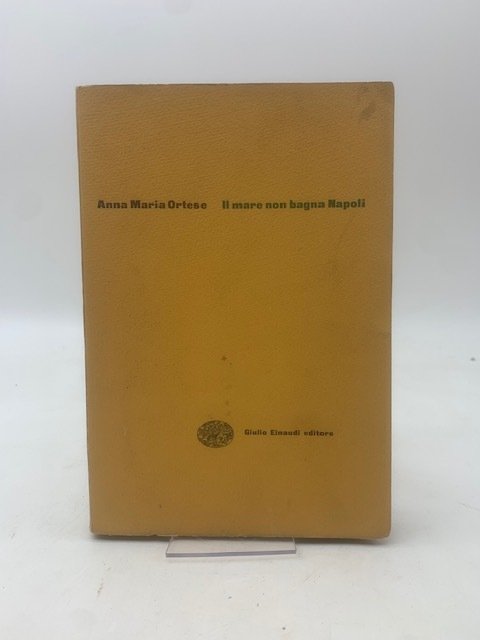 Anna Maria Ortese Il mare non bagna Napoli
Giulio Einaudi editore